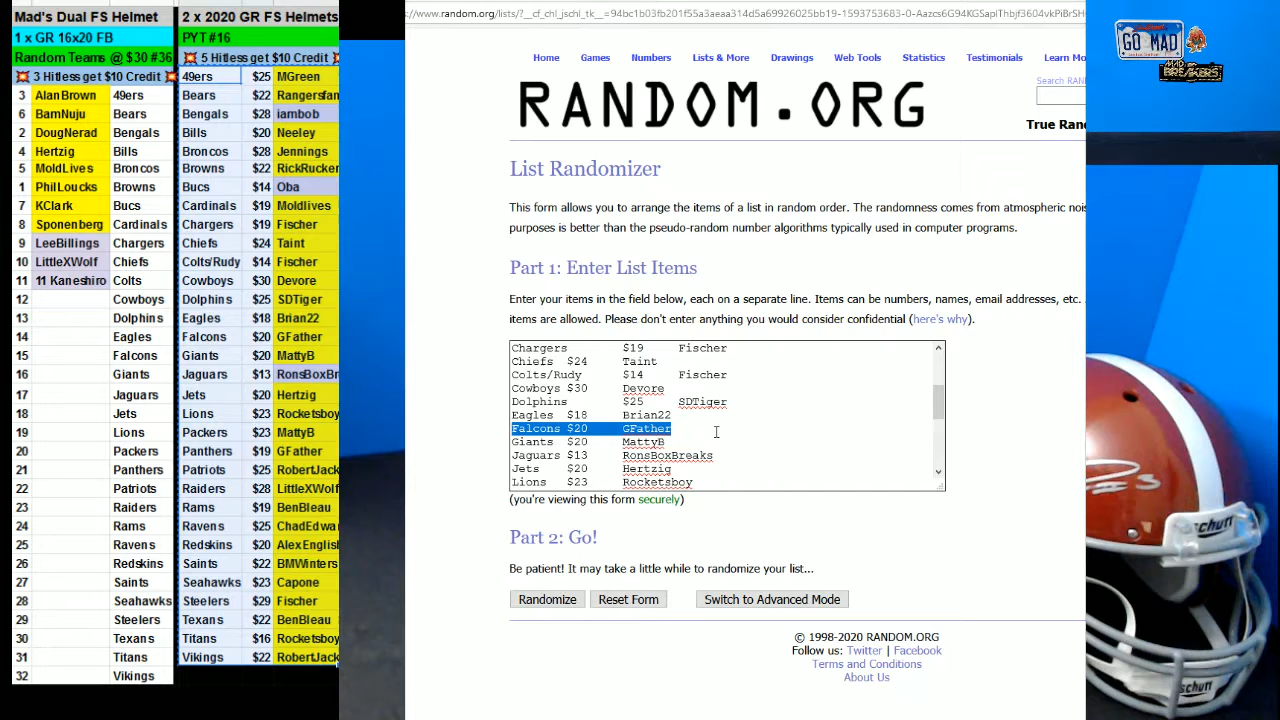 Mad's Dual FS Helmet
1 x GR 16x20 FB
Random Teams @ $30 #36
3 Hitless get $10 Credit
3 AlanBrown 49ers
6 BamNuju Bears
2 DougNerad Bengals
4 Hertzig Bills
5 MoldLives Broncos
1 PhilLoucks Browns
7 KClark Bucs
8 Sponenberg Cardinals
9 LeeBillings Chargers
10 LittleXWolf Chiefs
11 11 Kaneshiro Colts
12 Cowboys
13 Dolphins
14 Eagles
15 Falcons
16 Giants
17 Jaguars
18 Jets
19 Lions
20 Packers
21 Panthers
22 Patriots
23 Raiders
24 Rams
25 Ravens
26 Redskins
27 Saints
28 Seahawks
29 Steelers
30 Texans
31 Titans
32 Vikings
2 x 2020 GR FS Helmets
PYT #16
5 Hitless get $10 Credit
49ers $25 MGreen
Bears $22 Rangersfan
Bengals $28 iambob
Bills $20 Neeley
Broncos $28 Jennings
Browns $22 RickRucker
Bucs $14 Oba
Cardinals $19 Moldlives
Chargers $19 Fischer
Chiefs $24 Taint
Colts/Rudy $14 Fischer
Cowboys $30 Devore
Dolphins $25 SDTiger
Eagles $18 Brian22
Falcons $20 GFather
Giants $20 MattyB
Jaguars $13 RonsBoxBr
Jets $20 Hertzig
Lions $23 Rocketsboy
Packers $23 MattyB
Panthers $19 GFather
Patriots $25 RobertJack
Raiders $28 LittleXWolf
Rams $19 BenBleau
Ravens $25 ChadEdwar
Redskins $20 AlexEnglish
Saints $22 BMWinters
Seahawks $23 Capone
Steelers $29 Fischer
Texans $22 BenBleau
Titans $16 Rocketsboy
Vikings $22 RobertJack
Home Games Numbers Lists & More Drawings Web Tools Statistics Testimonials Learn Mo
Search RAN
RANDOM.ORG
True Rand
List Randomizer
This form allows you to arrange the items of a list in random order. The randomness comes from atmospheric nois
purposes is better than the pseudo-random number algorithms typically used in computer programs.
Part 1: Enter List Items
Enter your items in the field below, each on a separate line. Items can be numbers, names, email addresses, etc.
items are allowed. Please don't enter anything you would consider confidential (here's why).
Chargers $19 Fischer
Chiefs $24 Taint
Colts/Rudy $14 Fischer
Cowboys $30 Devore
Dolphins $25 SDTiger
Eagles $18 Brian22
Falcons $20 GFather
Giants $20 MattyB
Jaguars $13 RonsBoxBreaks
Jets $20 Hertzig
Lions $23 Rocketsboy
(you're viewing this form securely)
Part 2: Go!
Be patient! It may take a little while to randomize your list...
Randomize Reset Form Switch to Advanced Mode
© 1998-2020 RANDOM.ORG
Follow us: Twitter | Facebook
Terms and Conditions
About Us
GO MAD
MAD BREAKERS
schutt
schutt